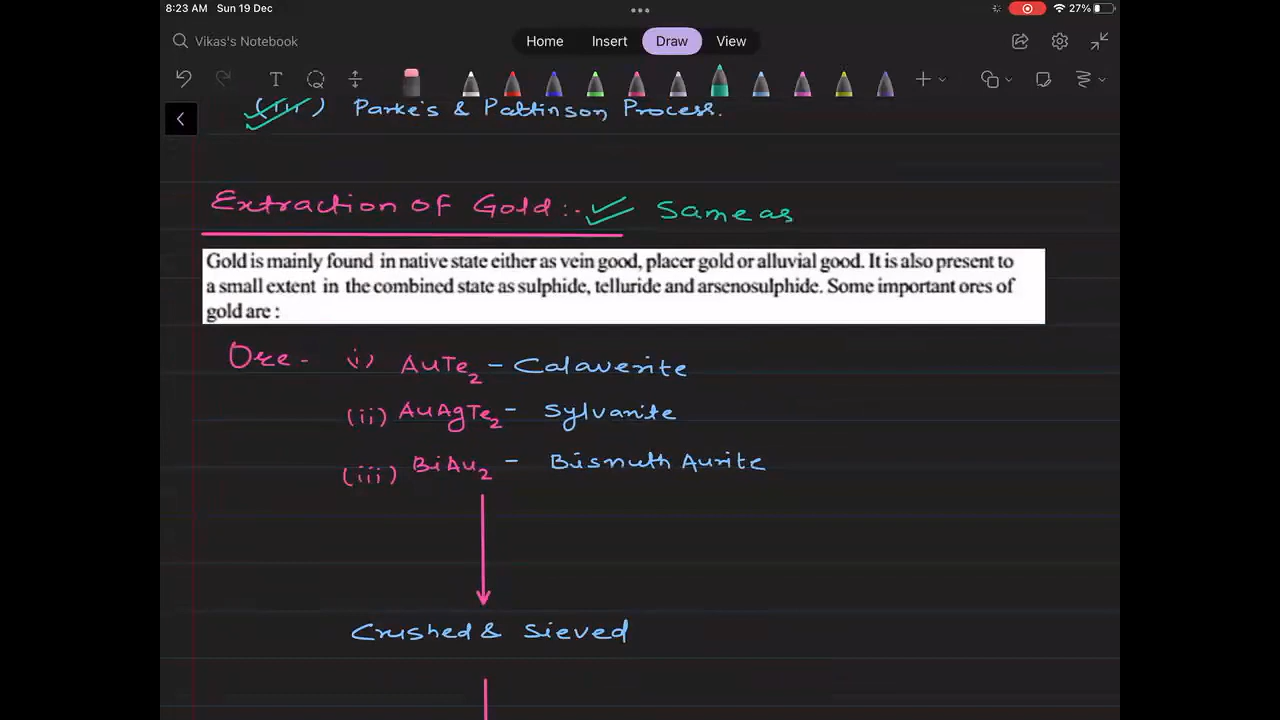 8:23 AM Sun 19 Dec
27%
Vikas's Notebook
Home Insert Draw View
(iii) Parke's & Pattinson Process.
Extraction of Gold :- Same as
Gold is mainly found in native state either as vein good, placer gold or alluvial good. It is also present to
a small extent in the combined state as sulphide, telluride and arsenosulphide. Some important ores of
gold are :
Ore - (i) AuTe2 - Calaverite
(ii) AuAgTe2 - Sylvanite
(iii) BiAu2 - Bismuth Aurite
Crushed & Sieved